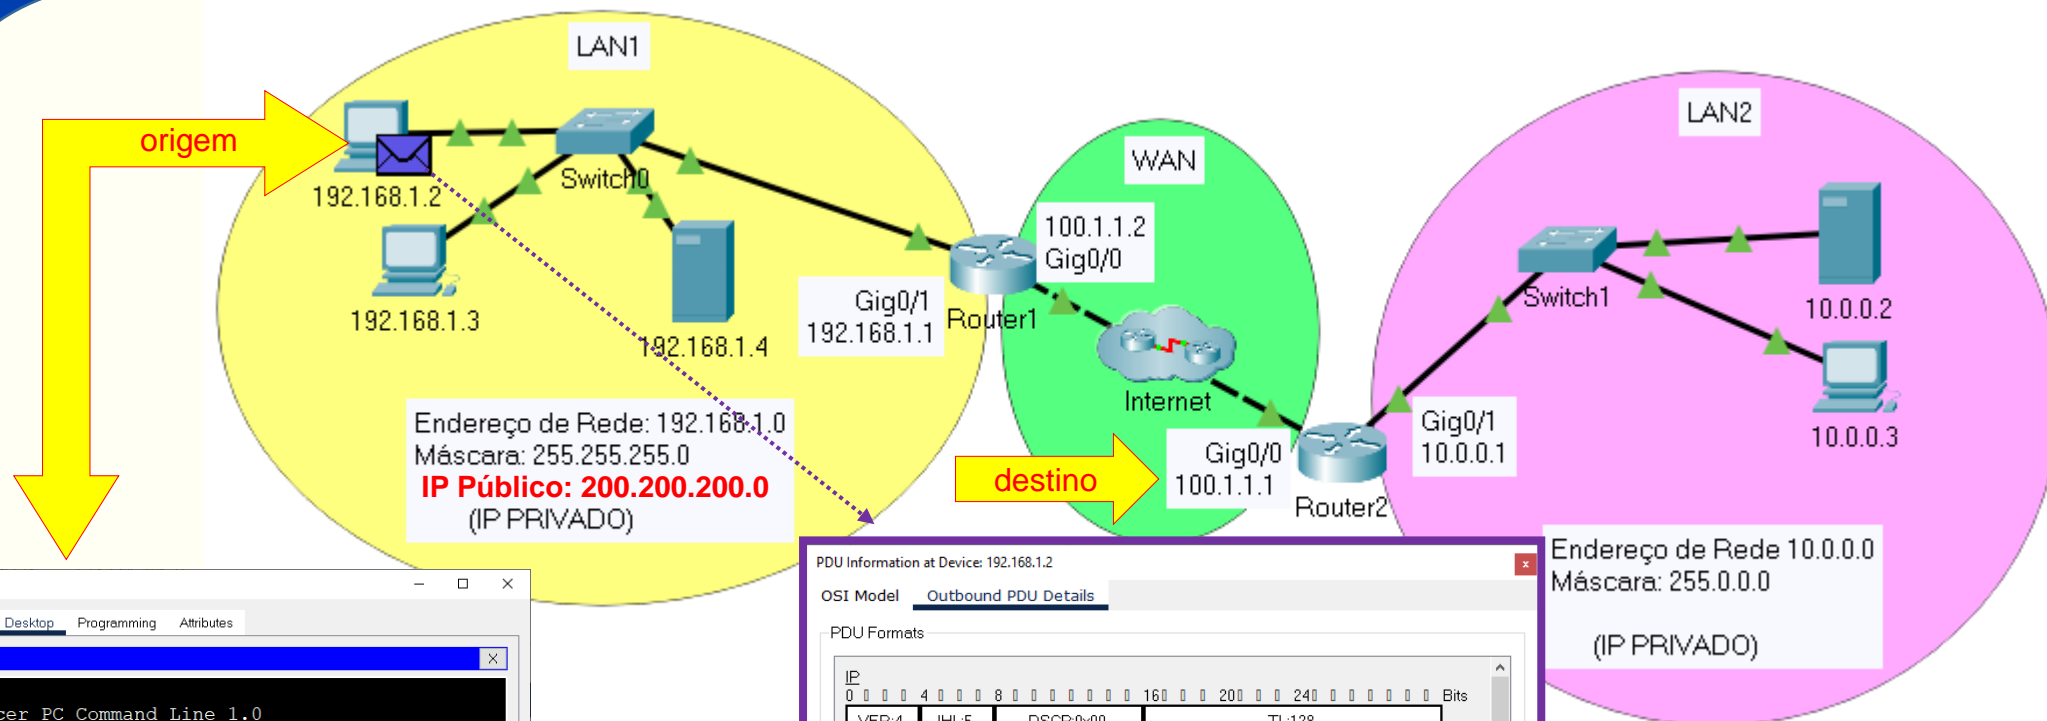 LAN1
origem
192.168.1.2
Switch0
192.168.1.3
192.168.1.4
Gig0/1
192.168.1.1
Router1
100.1.1.2
Gig0/0
WAN
Internet
Endereço de Rede: 192.168.1.0
Máscara: 255.255.255.0
IP Público: 200.200.200.0
(IP PRIVADO)
destino
Gig0/0
100.1.1.1
Router2
Gig0/1
10.0.0.1
LAN2
Switch1
10.0.0.2
10.0.0.3
Endereço de Rede 10.0.0.0
Máscara: 255.0.0.0
(IP PRIVADO)
Desktop Programming Attributes
PC Command Line 1.0
PDU Information at Device: 192.168.1.2
OSI Model Outbound PDU Details
PDU Formats
IP
0 4 8 16 20 24 Bits
VER:4 IHL:5 DSCP:0x00 TL:128